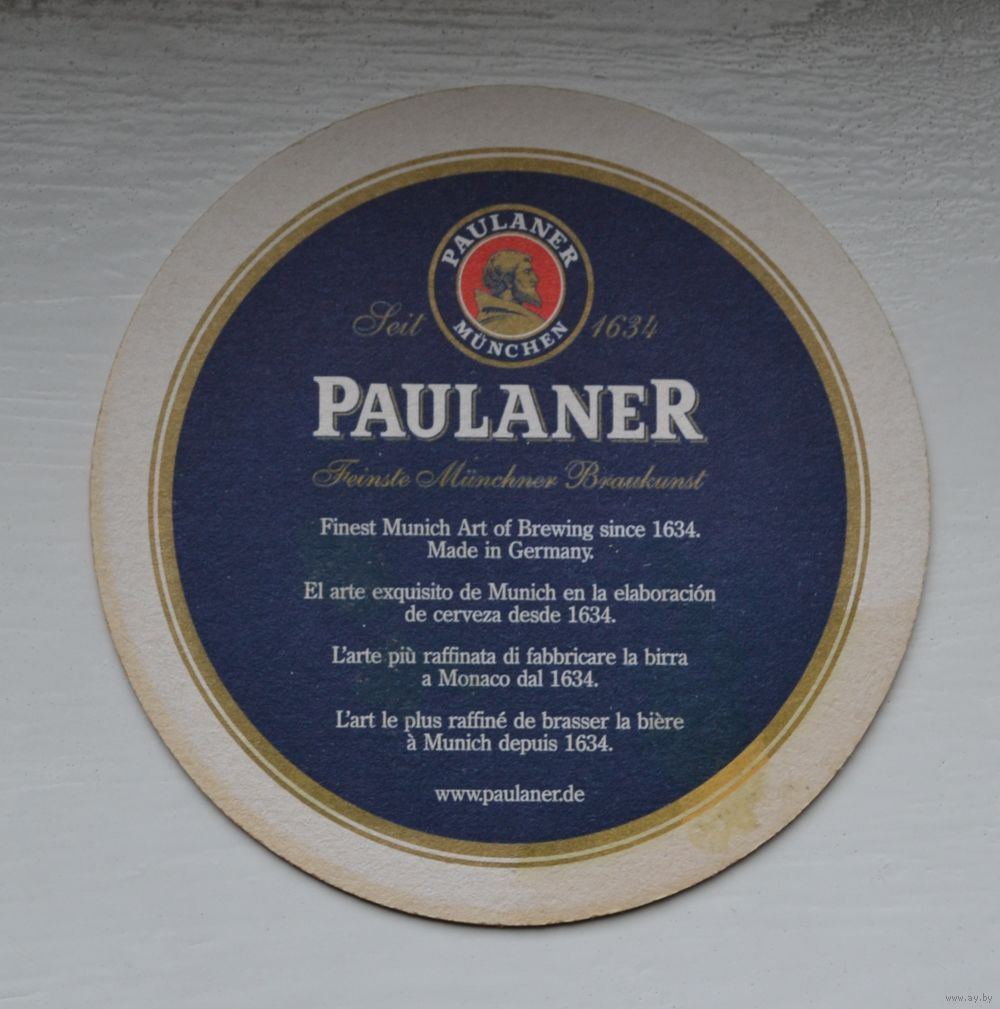 PAULANER
MÜNCHEN
Seit 1634
PAULANER
Feinste Münchner Braukunst
Finest Munich Art of Brewing since 1634.
Made in Germany.
El arte exquisito de Munich en la elaboración
de cerveza desde 1634.
L'arte più raffinata di fabbricare la birra
a Monaco dal 1634.
L'art le plus raffiné de brasser la bière
à Munich depuis 1634.
www.paulaner.de
www.ay.by